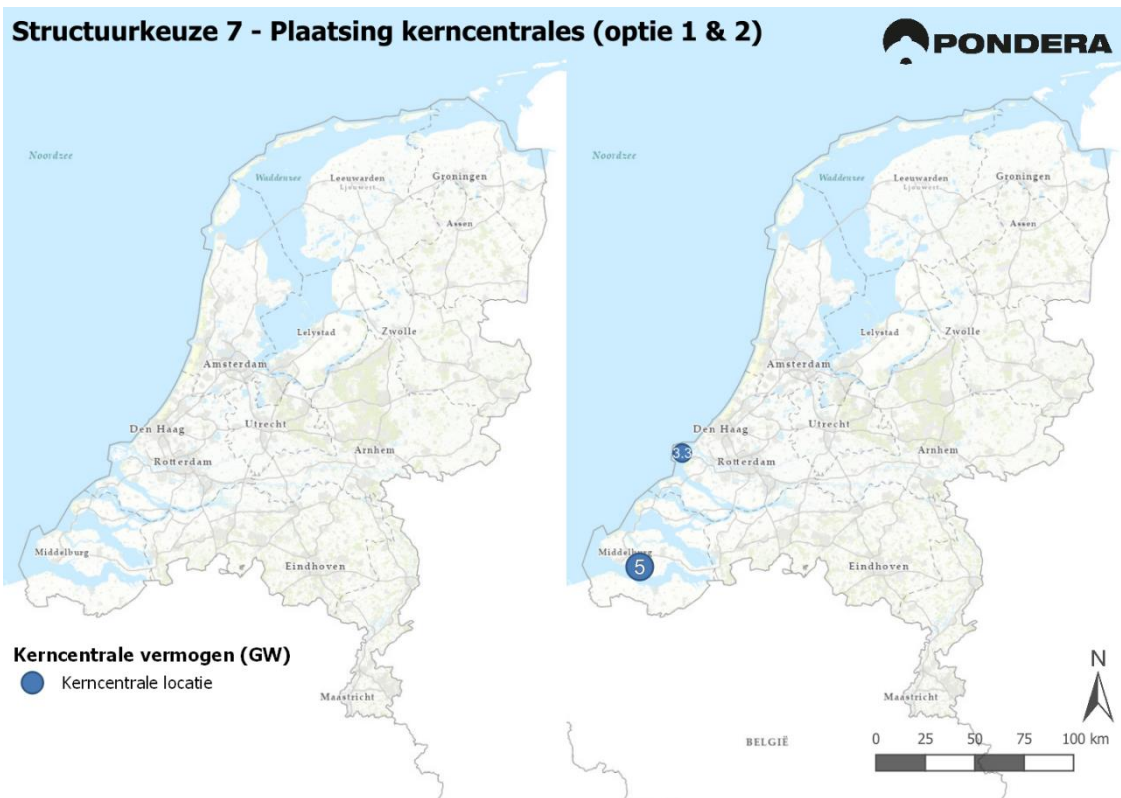 Structuurkeuze 7 - Plaatsing kerncentrales (optie 1 & 2)
PONDERA
Noordzee
Waddenzee
Leeuwarden
Ljouwert
Groningen
Assen
Lelystad
Zwolle
Amsterdam
Den Haag
Utrecht
Rotterdam
Arnhem
Middelburg
Eindhoven
Maastricht
Kerncentrale vermogen (GW)
Kerncentrale locatie
Noordzee
Waddenzee
Leeuwarden
Ljouwert
Groningen
Assen
Lelystad
Zwolle
Amsterdam
Den Haag
Utrecht
3.3
Rotterdam
Arnhem
Middelburg
5
Eindhoven
Maastricht
BELGIË
N
0 25 50 75 100 km